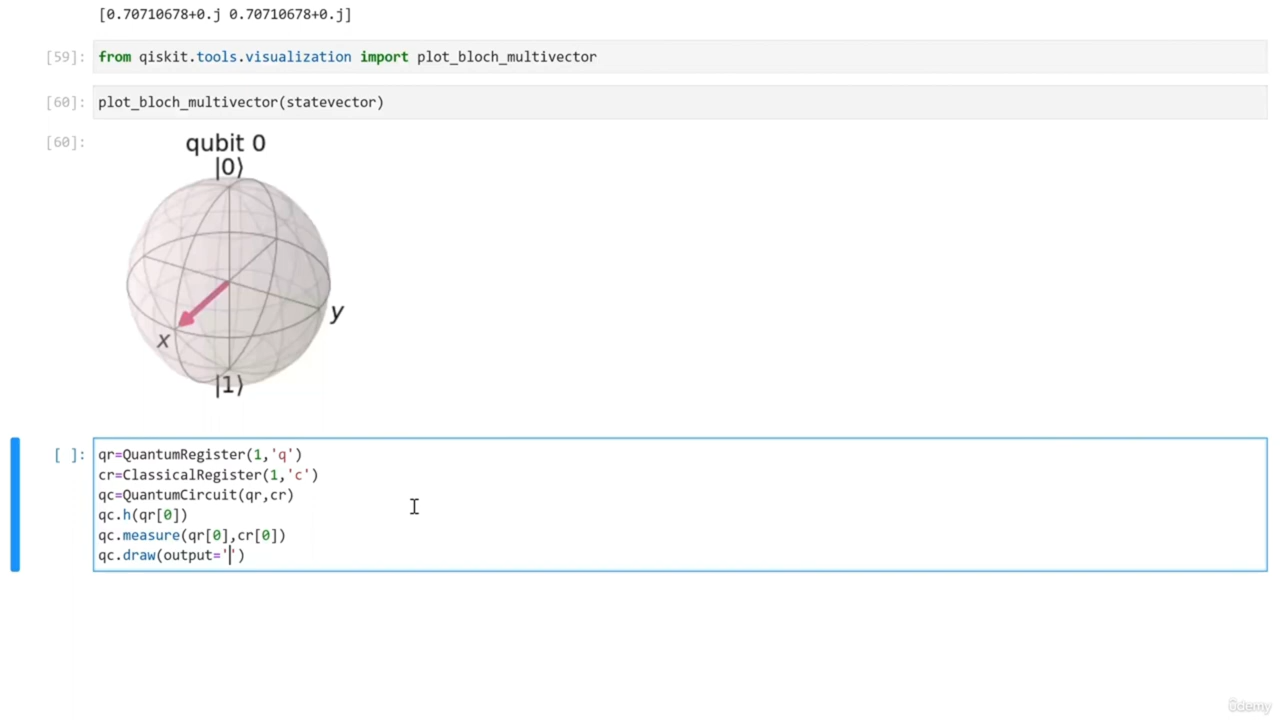 [0.70710678+0.j 0.70710678+0.j]
[59]: from qiskit.tools.visualization import plot_bloch_multivector
[60]: plot_bloch_multivector(statevector)
[60]:
qubit 0
|0⟩
y
x
|1⟩
[ ]: qr=QuantumRegister(1,'q')
cr=ClassicalRegister(1,'c')
qc=QuantumCircuit(qr,cr)
qc.h(qr[0])
qc.measure(qr[0],cr[0])
qc.draw(output='')
ûdemy